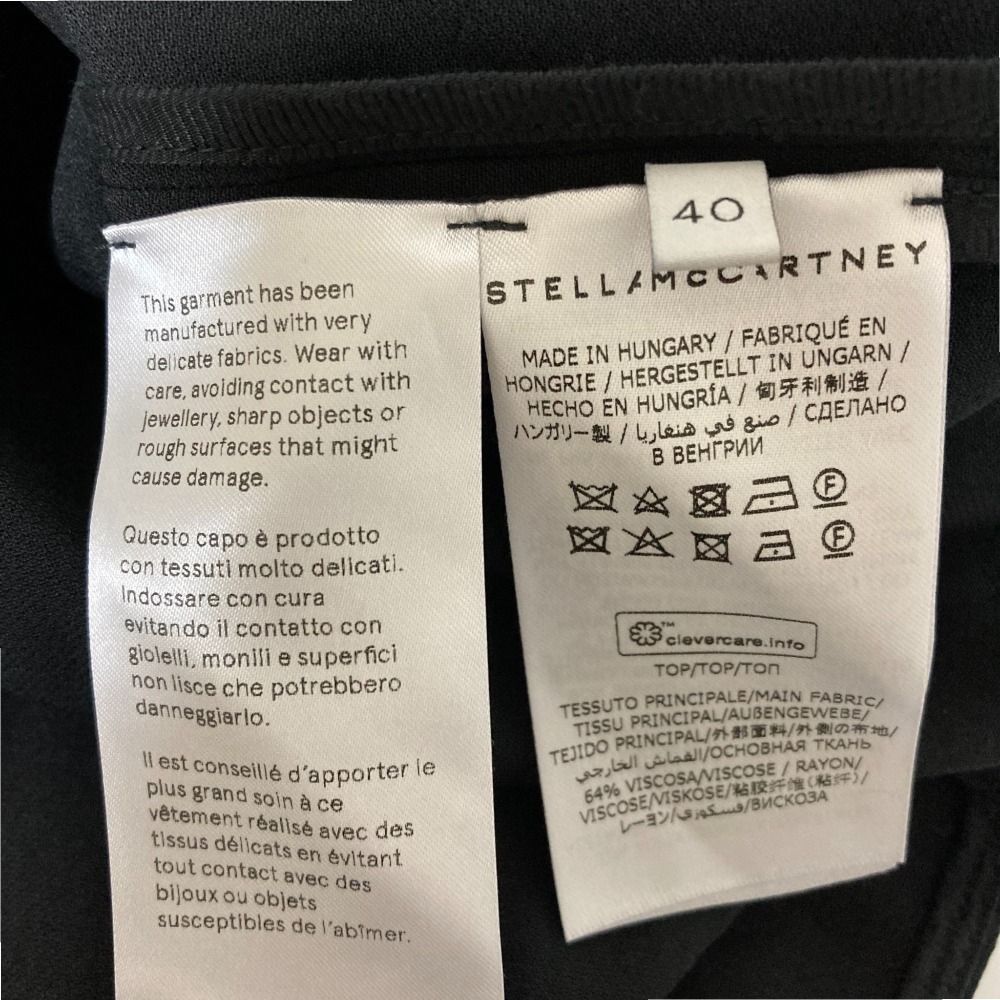 This garment has been
manufactured with very
delicate fabrics. Wear with
care, avoiding contact with
jewellery, sharp objects or
rough surfaces that might
cause damage.
Questo capo è prodotto
con tessuti molto delicati.
Indossare con cura
evitando il contatto con
gioielli, monili e superfici
non lisce che potrebbero
danneggiarlo.
Il est conseillé d'apporter le
plus grand soin à ce
vêtement réalisé avec des
tissus délicats en évitant
tout contact avec des
bijoux ou objets
susceptibles de l'abîmer.
40
STELLA McCARTNEY
MADE IN HUNGARY / FABRIQUÉ EN
HONGRIE / HERGESTELLT IN UNGARN /
HECHO EN HUNGRÍA / 匈牙利制造 /
ハンガリー製 / صنع في هنغاريا / СДЕЛАНО
В ВЕНГРИИ
F
F
clevercare.info
TOP/TOP/ТОП
TESSUTO PRINCIPALE/MAIN FABRIC/
TISSU PRINCIPAL/AUßENGEWEBE/
TEJIDO PRINCIPAL/外部面料/外側の布地/
القماش الخارجي/ОСНОВНАЯ ТКАНЬ
64% VISCOSA/VISCOSE / RAYON/
VISCOSE/VISKOSE/粘胶纤维(粘纤)/
レーヨン/فسكوزي/ВИСКОЗА